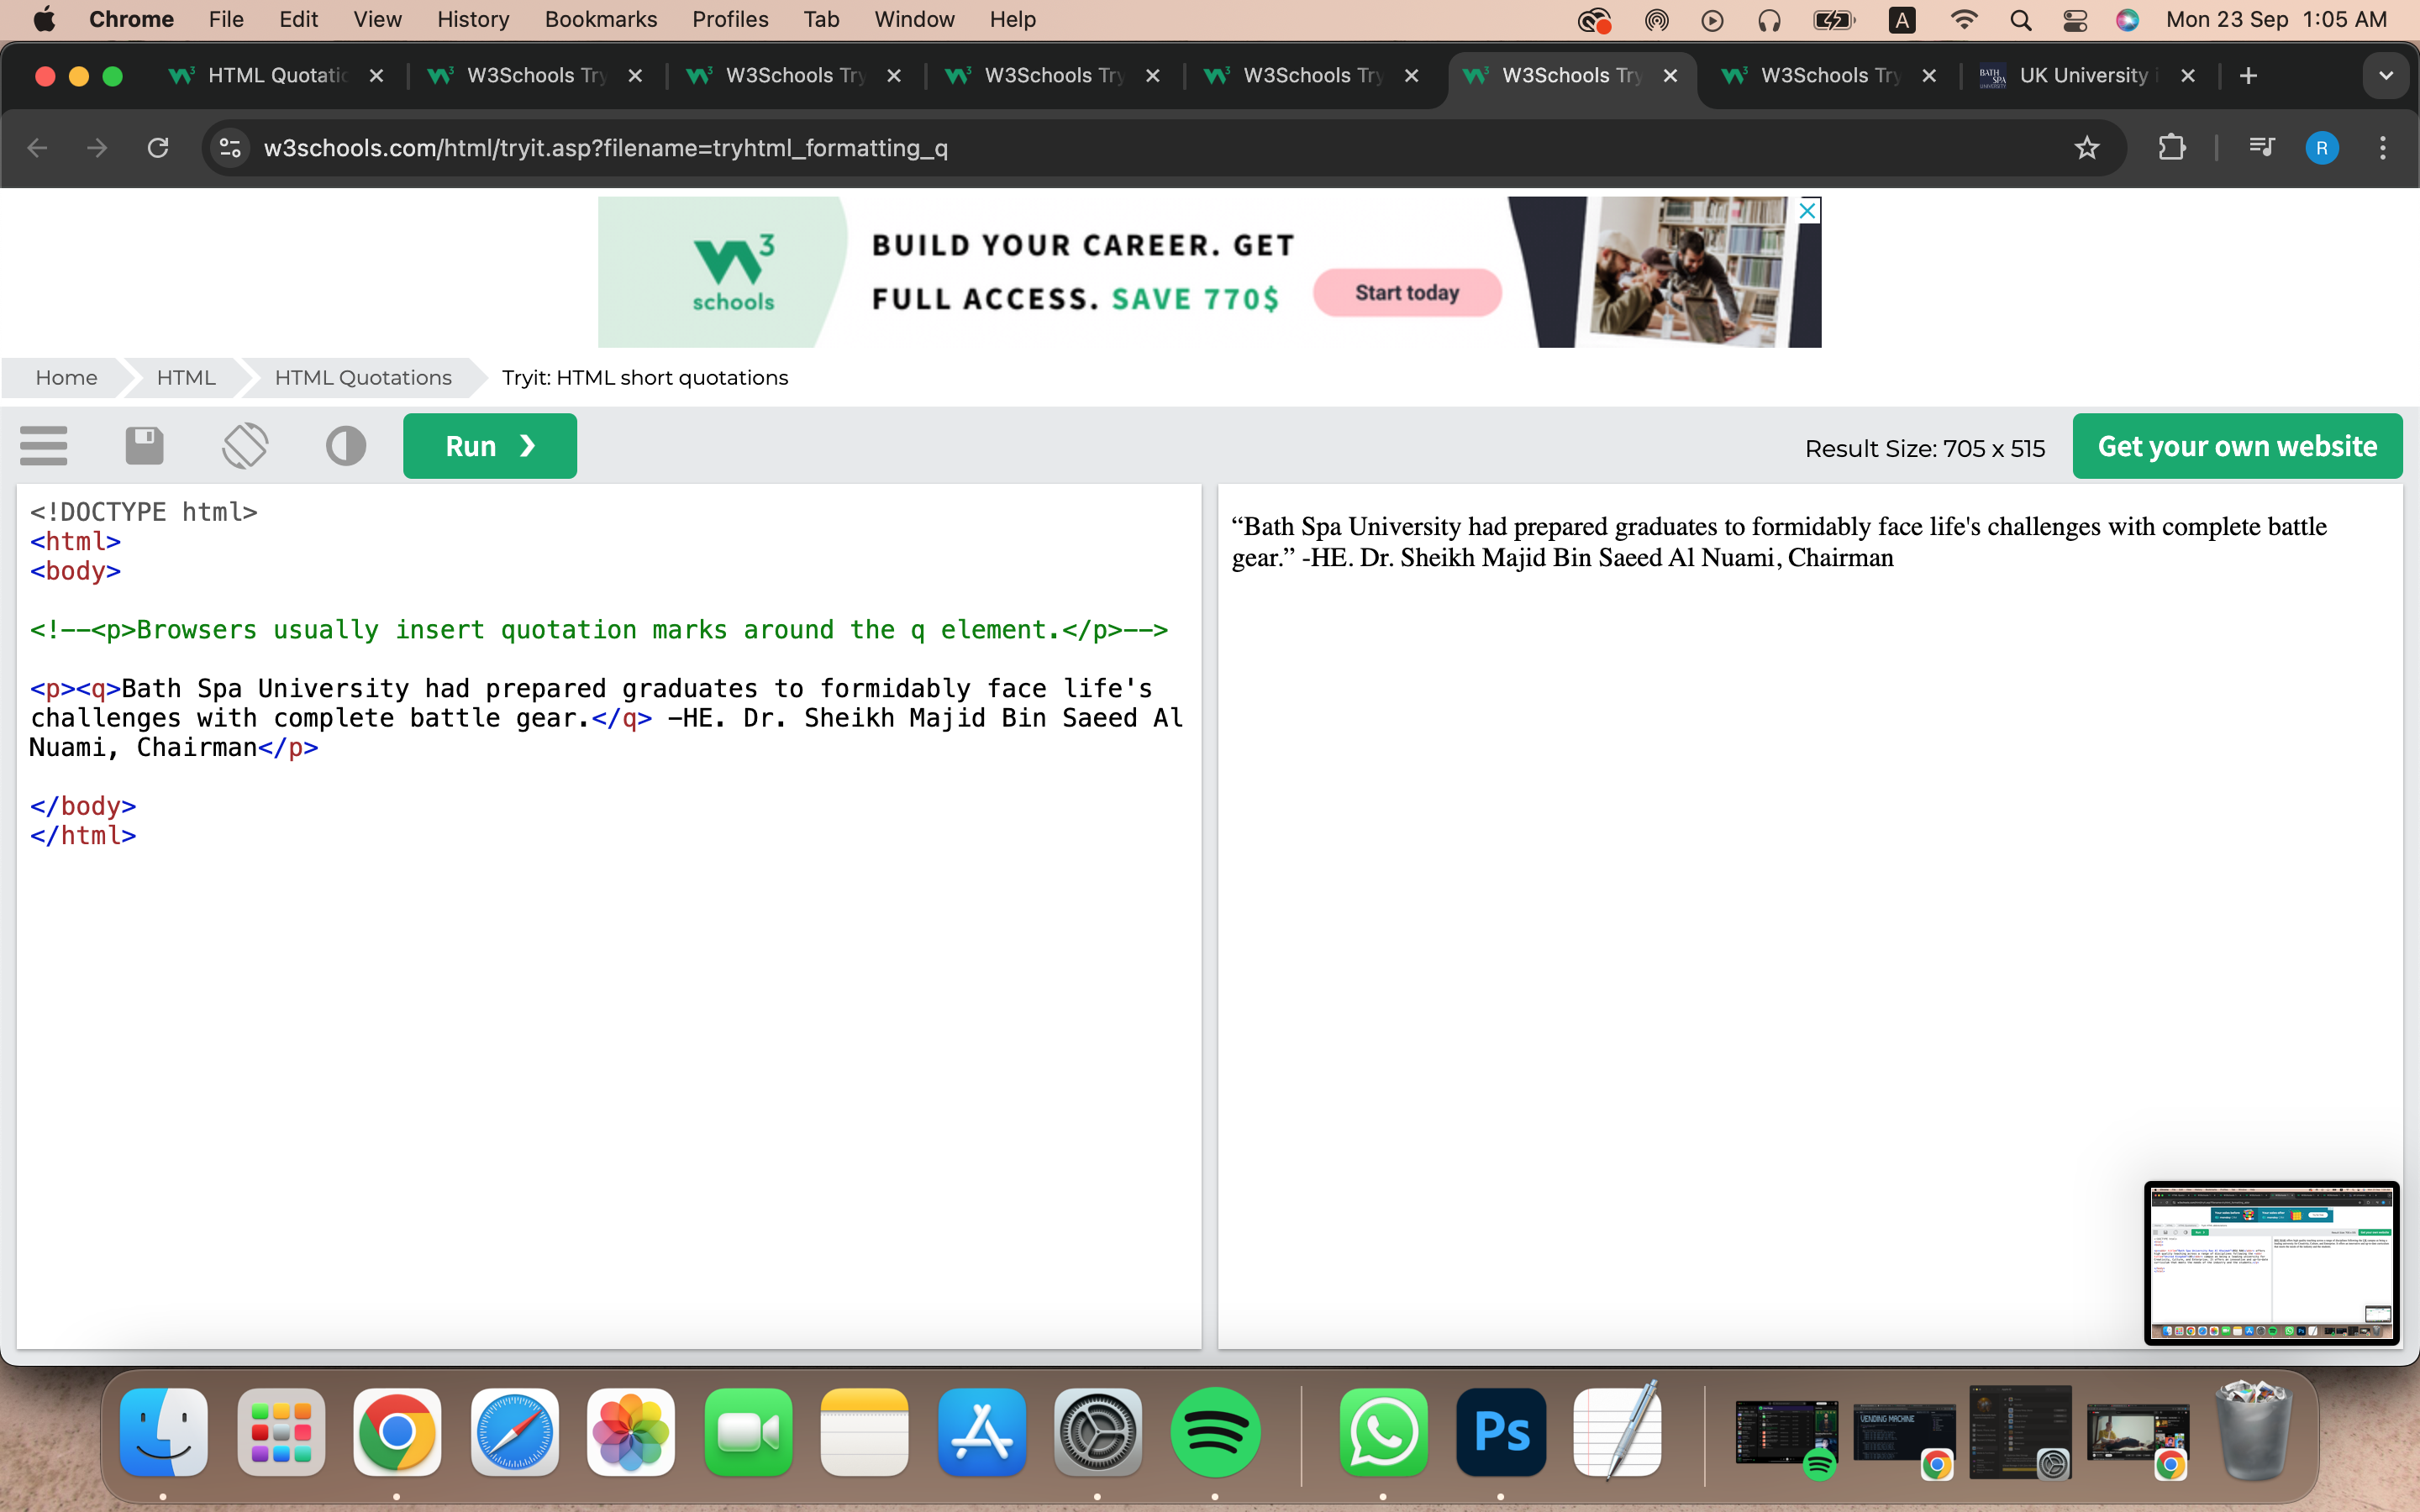 Chrome File Edit View History Bookmarks Profiles Tab Window Help A Mon 23 Sep 1:05 AM
HTML Quotatic W3Schools Try W3Schools Try W3Schools Try W3Schools Try W3Schools Try W3Schools Try BATH SPA UNIVERSITY UK University
w3schools.com/html/tryit.asp?filename=tryhtml_formatting_q R
3 schools
BUILD YOUR CAREER. GET
FULL ACCESS. SAVE 770$
Start today
Home HTML HTML Quotations Tryit: HTML short quotations
Run ❯ Result Size: 705 x 515 Get your own website
<!DOCTYPE html>
<html>
<body>
<!--<p>Browsers usually insert quotation marks around the q element.</p>-->
<p><q>Bath Spa University had prepared graduates to formidably face life's
challenges with complete battle gear.</q> -HE. Dr. Sheikh Majid Bin Saeed Al
Nuami, Chairman</p>
</body>
</html>
“Bath Spa University had prepared graduates to formidably face life's challenges with complete battle
gear.” -HE. Dr. Sheikh Majid Bin Saeed Al Nuami, Chairman
Ps
VENDING MACHINE